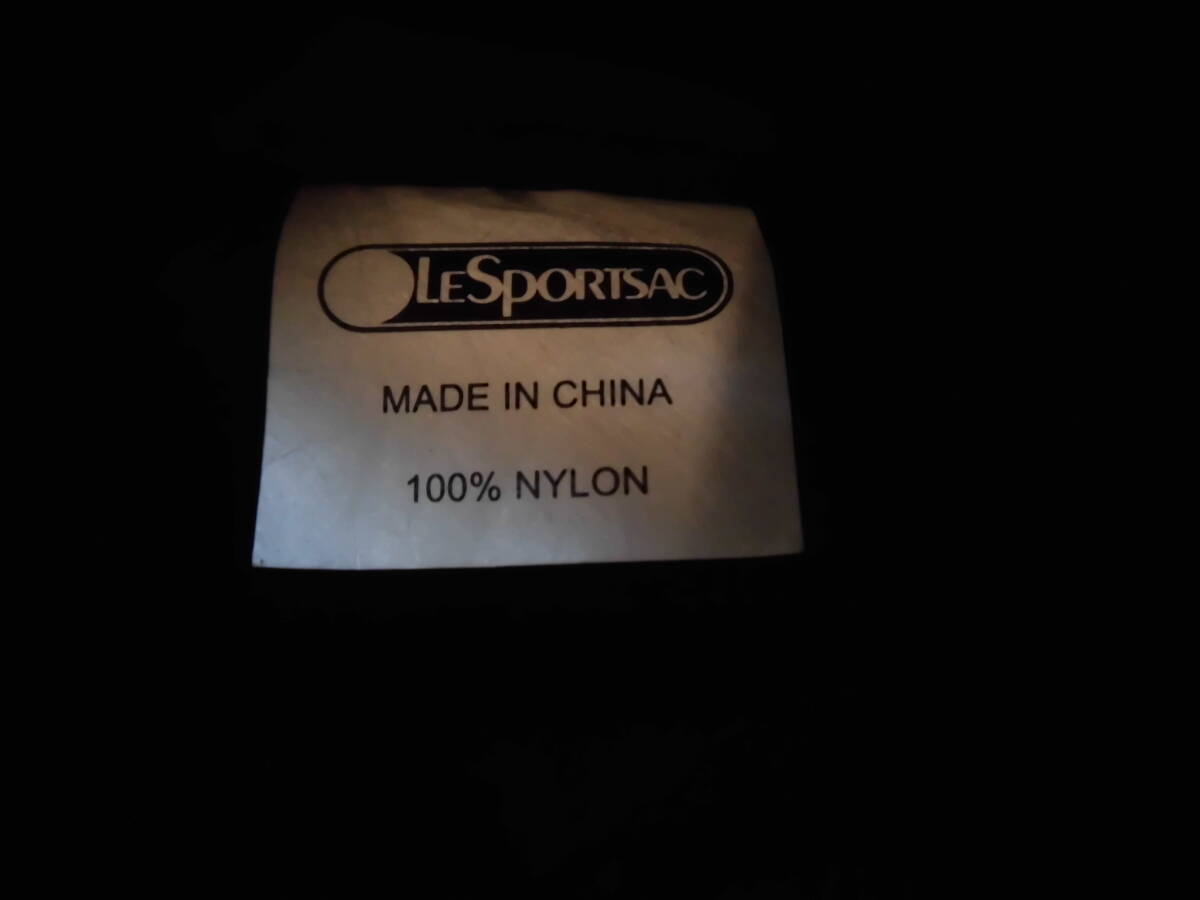 LESPORTSAC
MADE IN CHINA
100% NYLON